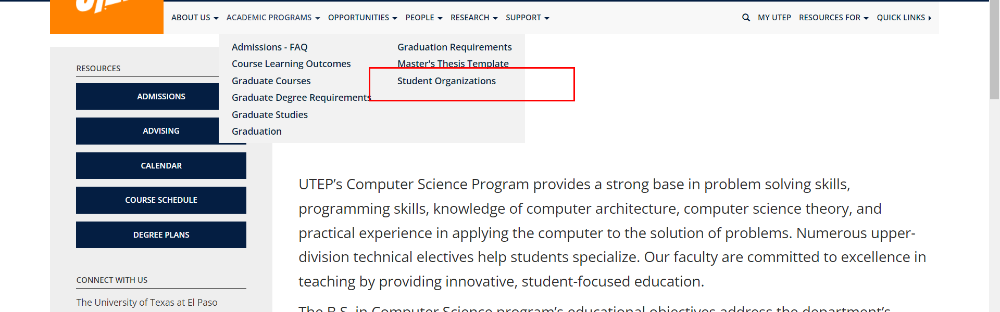 ABOUT US
ACADEMIC PROGRAMS
OPPORTUNITIES
PEOPLE
RESEARCH
SUPPORT
MY UTEP
RESOURCES FOR
QUICK LINKS
Admissions - FAQ
Course Learning Outcomes
Graduate Courses
Graduate Degree Requirements
Graduate Studies
Graduation
Graduation Requirements
Master's Thesis Template
Student Organizations
RESOURCES
ADMISSIONS
ADVISING
CALENDAR
COURSE SCHEDULE
DEGREE PLANS
CONNECT WITH US
The University of Texas at El Paso
UTEP’s Computer Science Program provides a strong base in problem solving skills,
programming skills, knowledge of computer architecture, computer science theory, and
practical experience in applying the computer to the solution of problems. Numerous upper-
division technical electives help students specialize. Our faculty are committed to excellence in
teaching by providing innovative, student-focused education.
The B.S. in Computer Science program’s educational objectives address the department’s